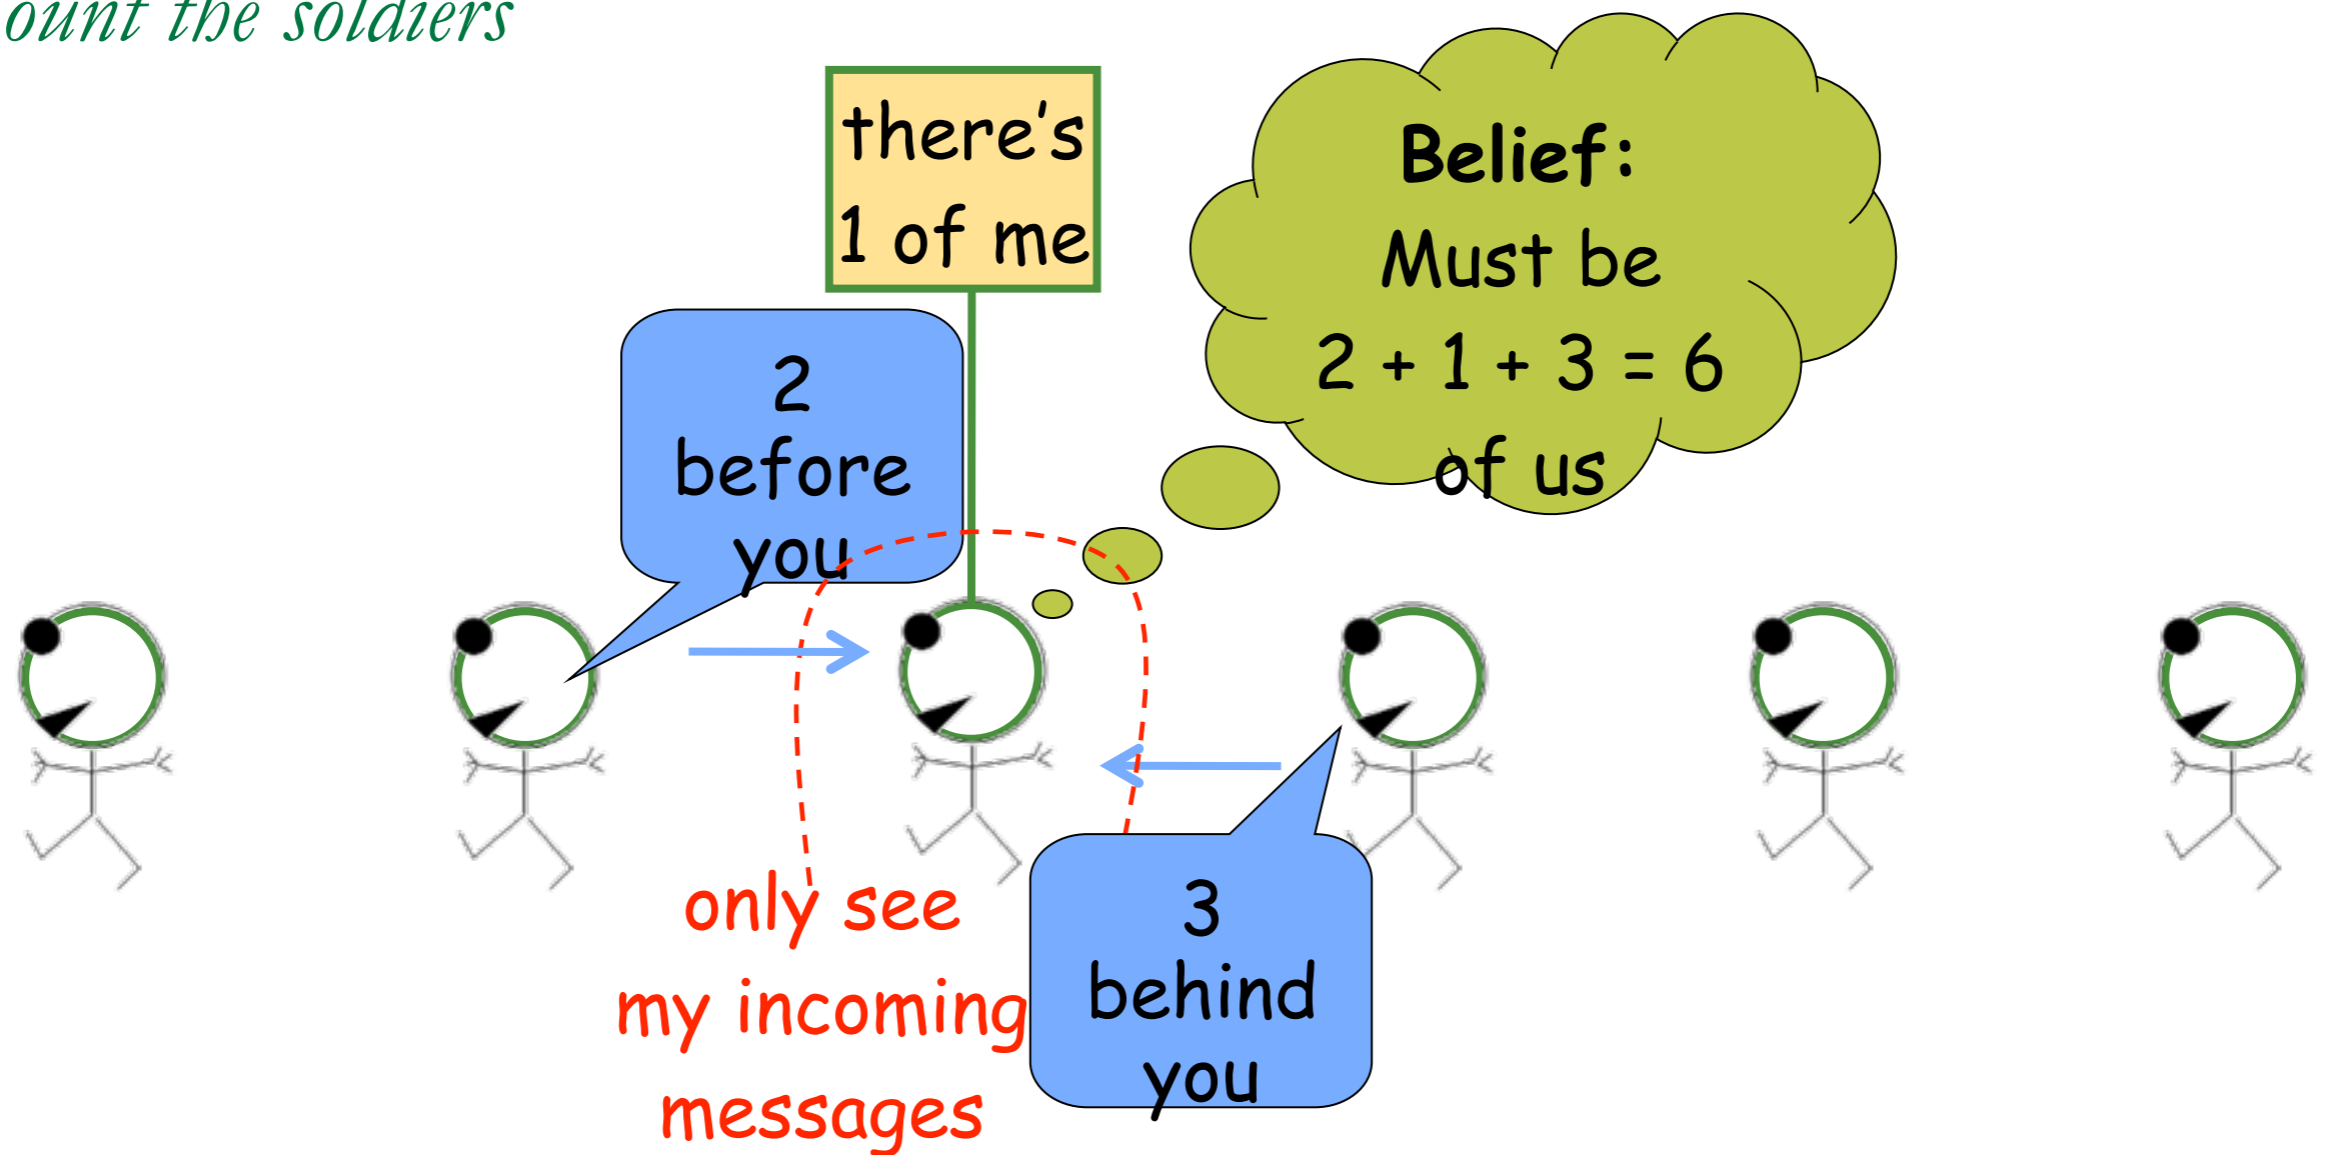 ount the soldiers
there's
1 of me
Belief:
Must be
2 + 1 + 3 = 6
of us
2
before
you
only see
my incoming
messages
3
behind
you